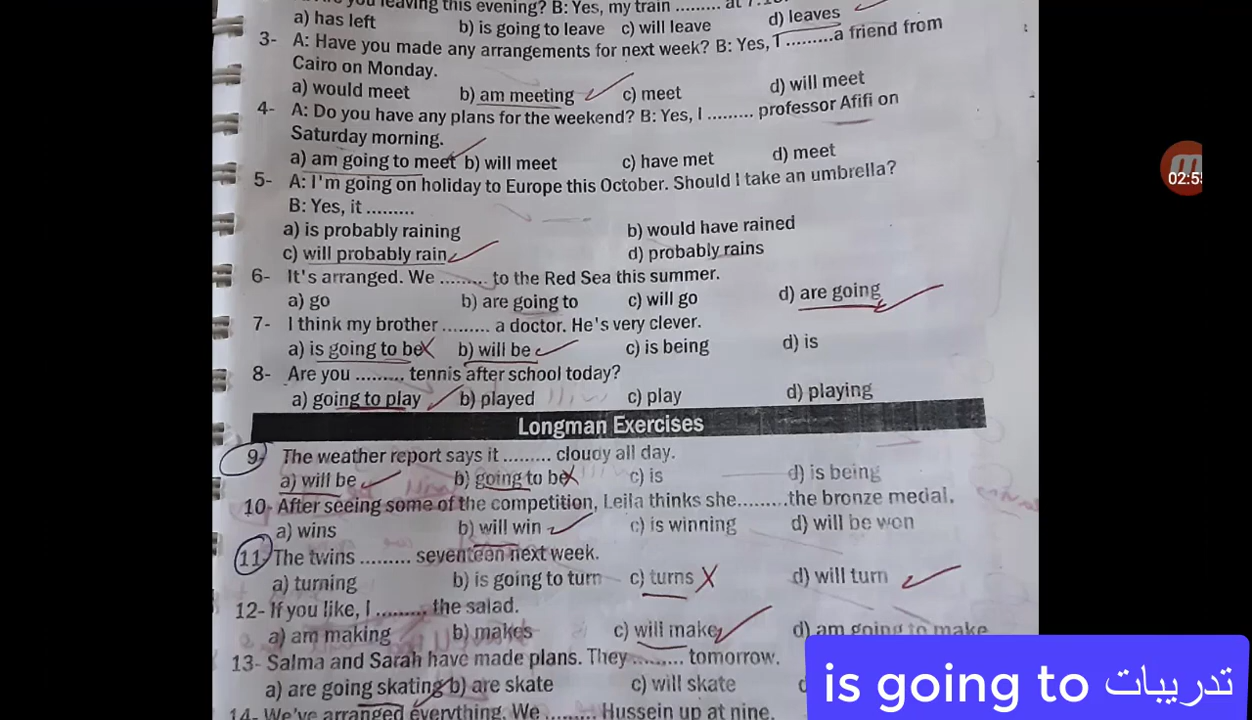 leaving this evening? B: Yes, my train ......... at
a) has left b) is going to leave c) will leave d) leaves
3- A: Have you made any arrangements for next week? B: Yes, I .........a friend from
Cairo on Monday.
a) would meet b) am meeting c) meet d) will meet
4- A: Do you have any plans for the weekend? B: Yes, I ......... professor Afifi on
Saturday morning.
a) am going to meet b) will meet c) have met d) meet
5- A: I'm going on holiday to Europe this October. Should I take an umbrella?
B: Yes, it .........
a) is probably raining b) would have rained
c) will probably rain d) probably rains
6- It's arranged. We ......... to the Red Sea this summer.
a) go b) are going to c) will go d) are going
7- I think my brother ......... a doctor. He's very clever.
a) is going to be b) will be c) is being d) is
8- Are you ......... tennis after school today?
a) going to play b) played c) play d) playing
Longman Exercises
9- The weather report says it ......... cloudy all day.
a) will be b) going to be c) is d) is being
10- After seeing some of the competition, Leila thinks she.........the bronze medal.
a) wins b) will win c) is winning d) will be won
11- The twins ......... seventeen next week.
a) turning b) is going to turn c) turns d) will turn
12- If you like, I ......... the salad.
a) am making b) makes c) will make d) am going to make
13- Salma and Sarah have made plans. They ......... tomorrow.
a) are going skating b) are skate c) will skate
14- We've arranged everything. We ......... Hussein up at nine.
is going to تدريبات